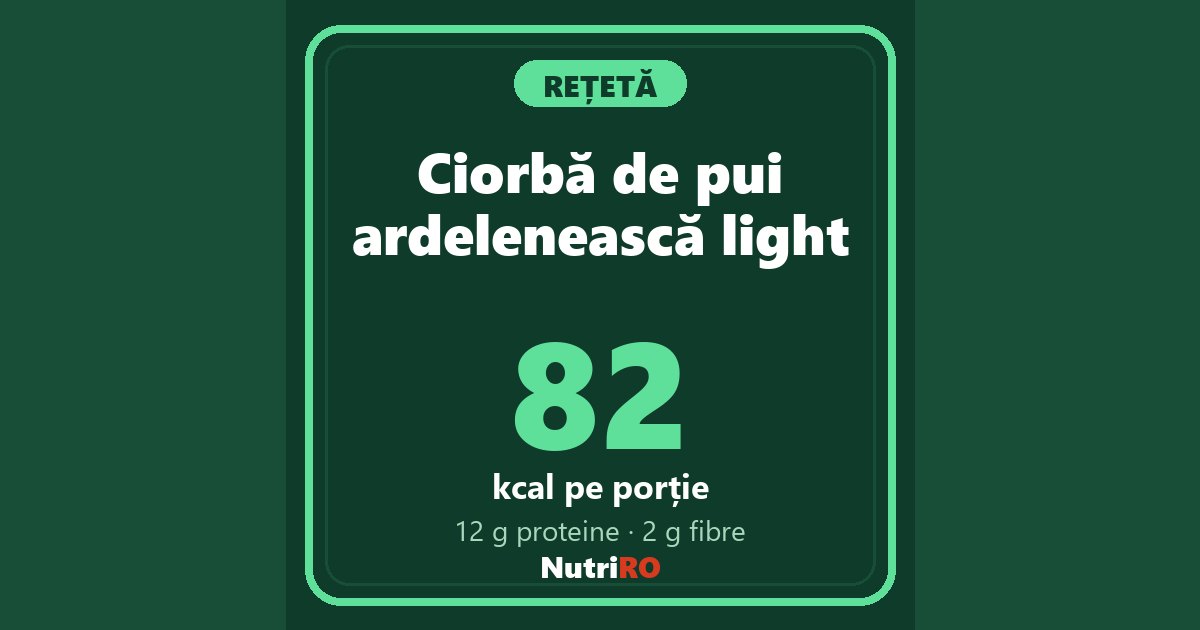 REȚETĂ
Ciorbă de pui
ardelenească light
82
kcal pe porție
12 g proteine · 2 g fibre
NutriRO